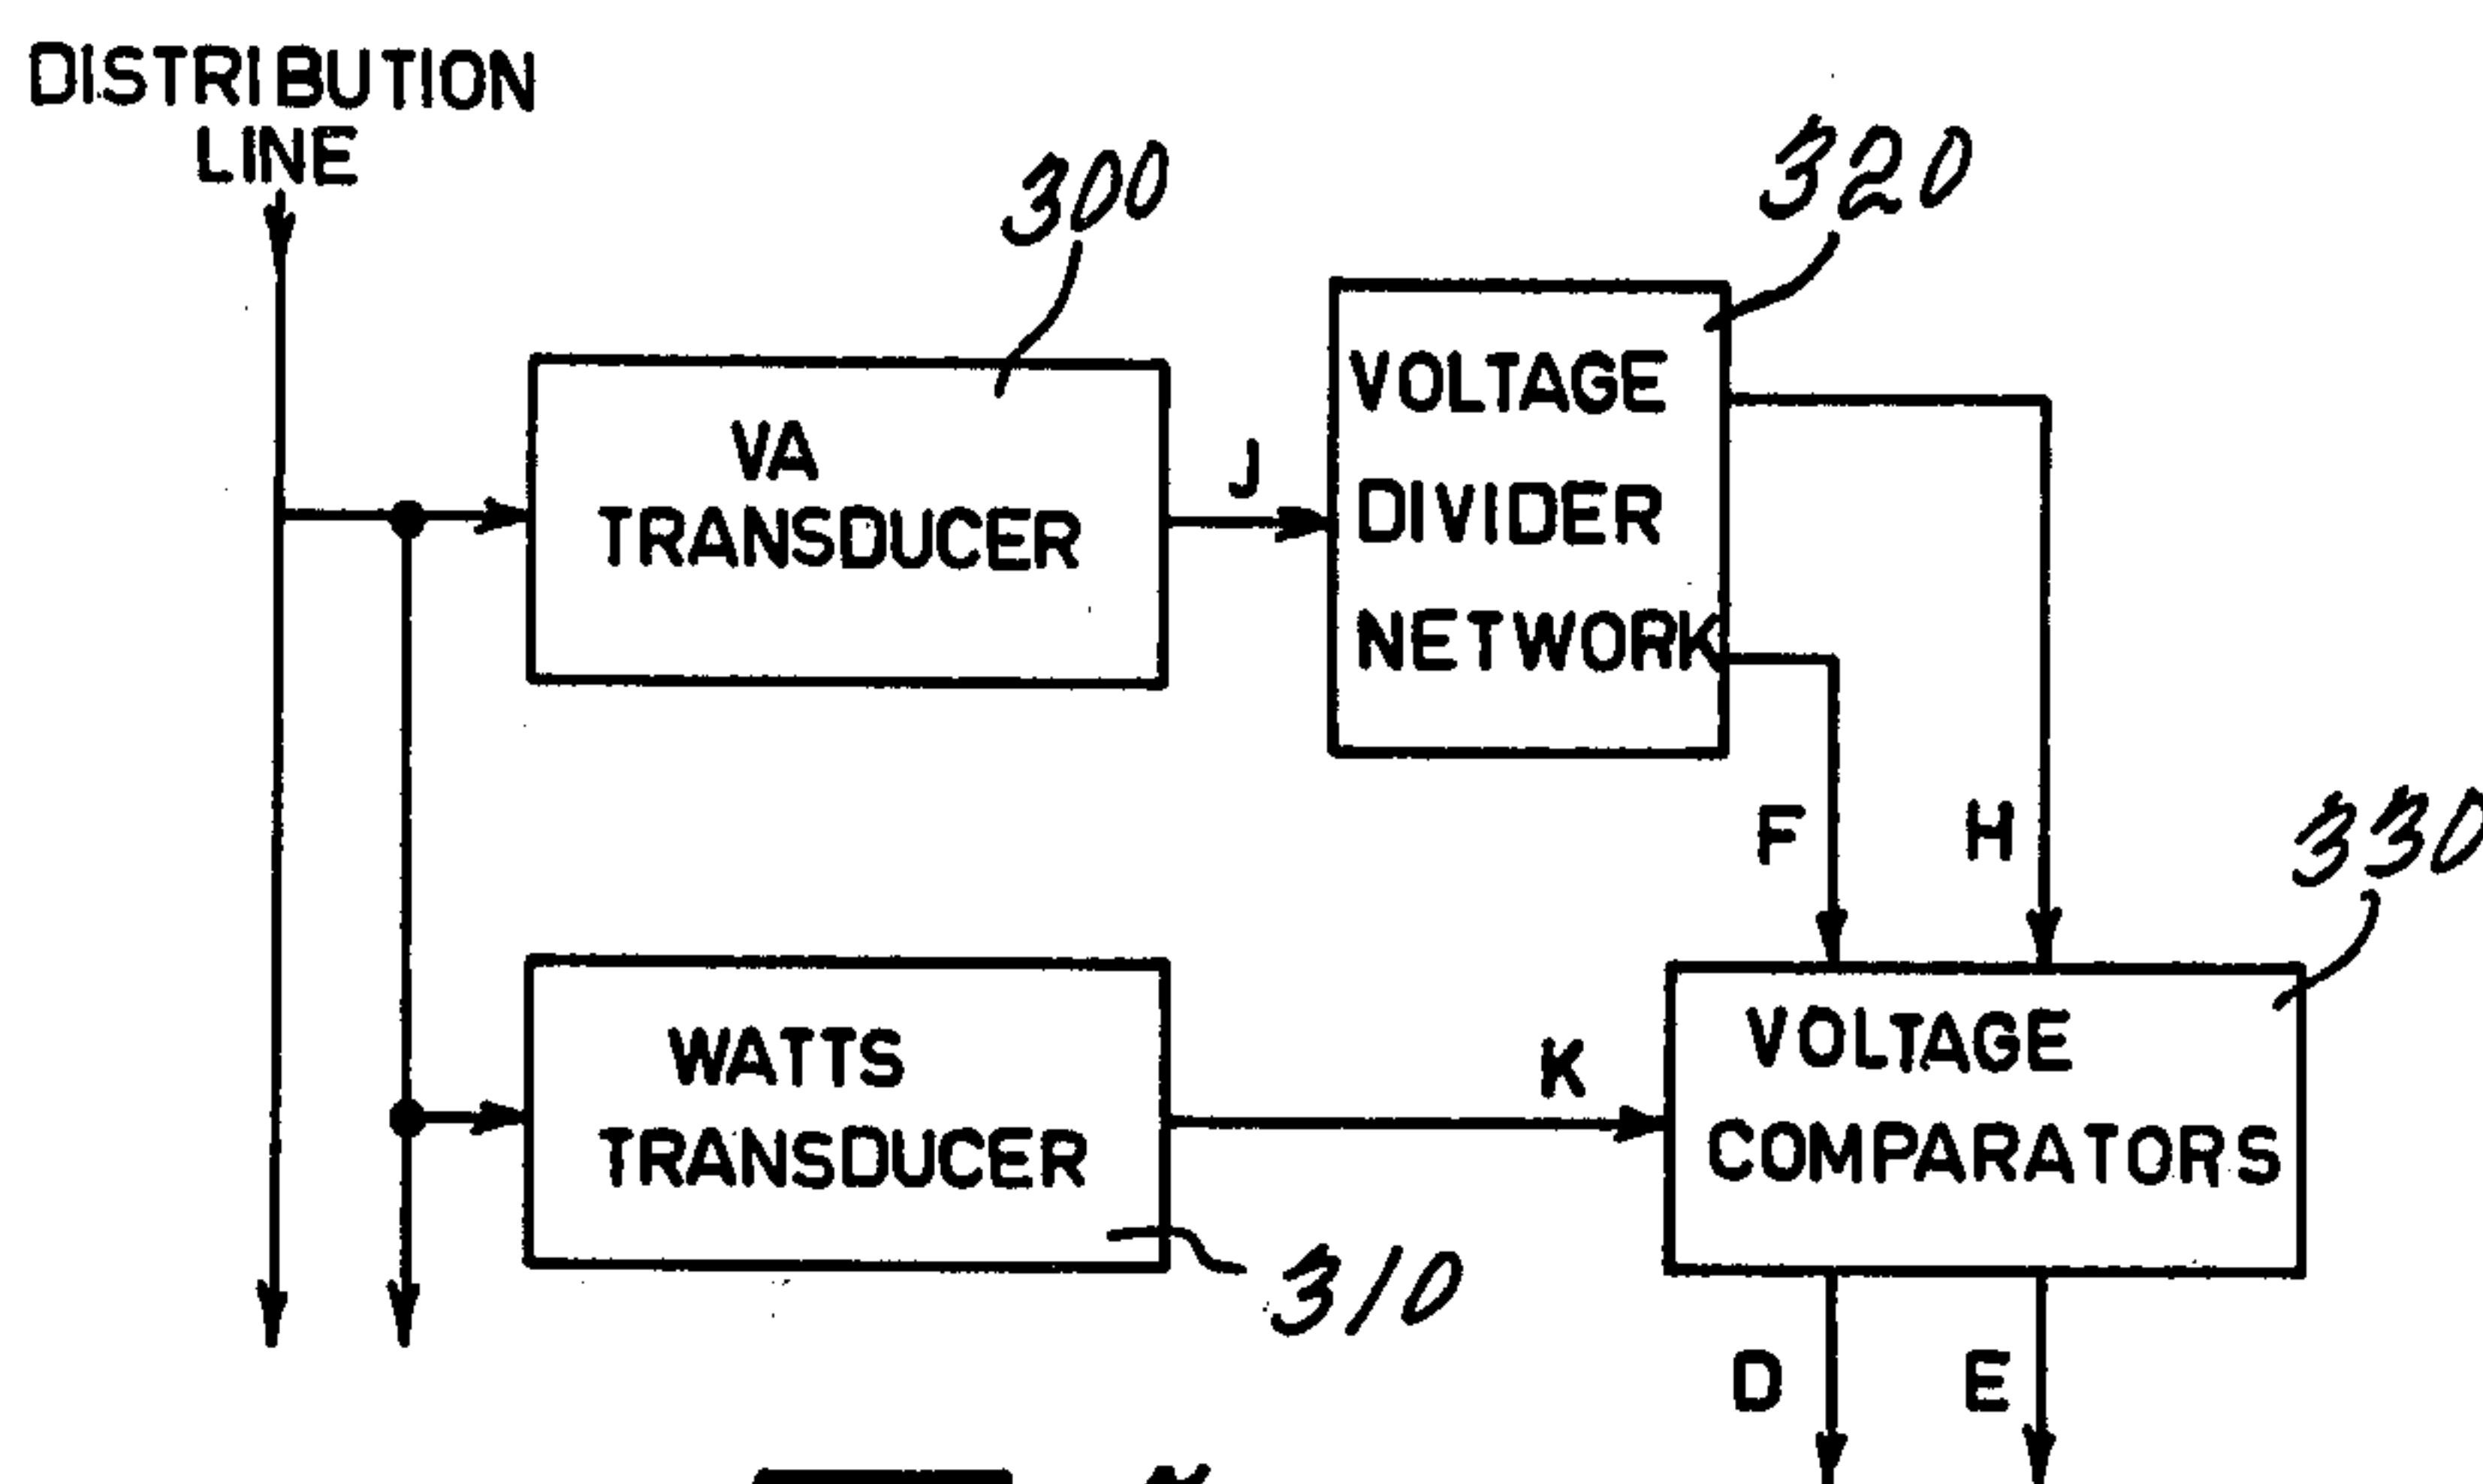 DISTRIBUTION
LINE
300
320
VA
TRANSDUCER
J
VOLTAGE
DIVIDER
NETWORK
F
H
330
WATTS
TRANSDUCER
K
VOLTAGE
COMPARATORS
310
D
E